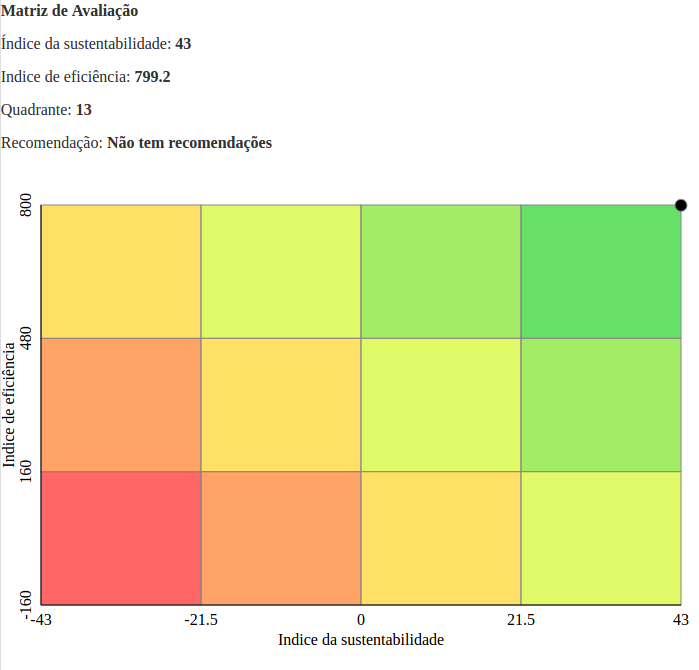 Matriz de Avaliação
Índice da sustentabilidade: 43
Indice de eficiência: 799.2
Quadrante: 13
Recomendação: Não tem recomendações
800
480
160
-160
Indice de eficiência
-43
-21.5
0
21.5
43
Indice da sustentabilidade